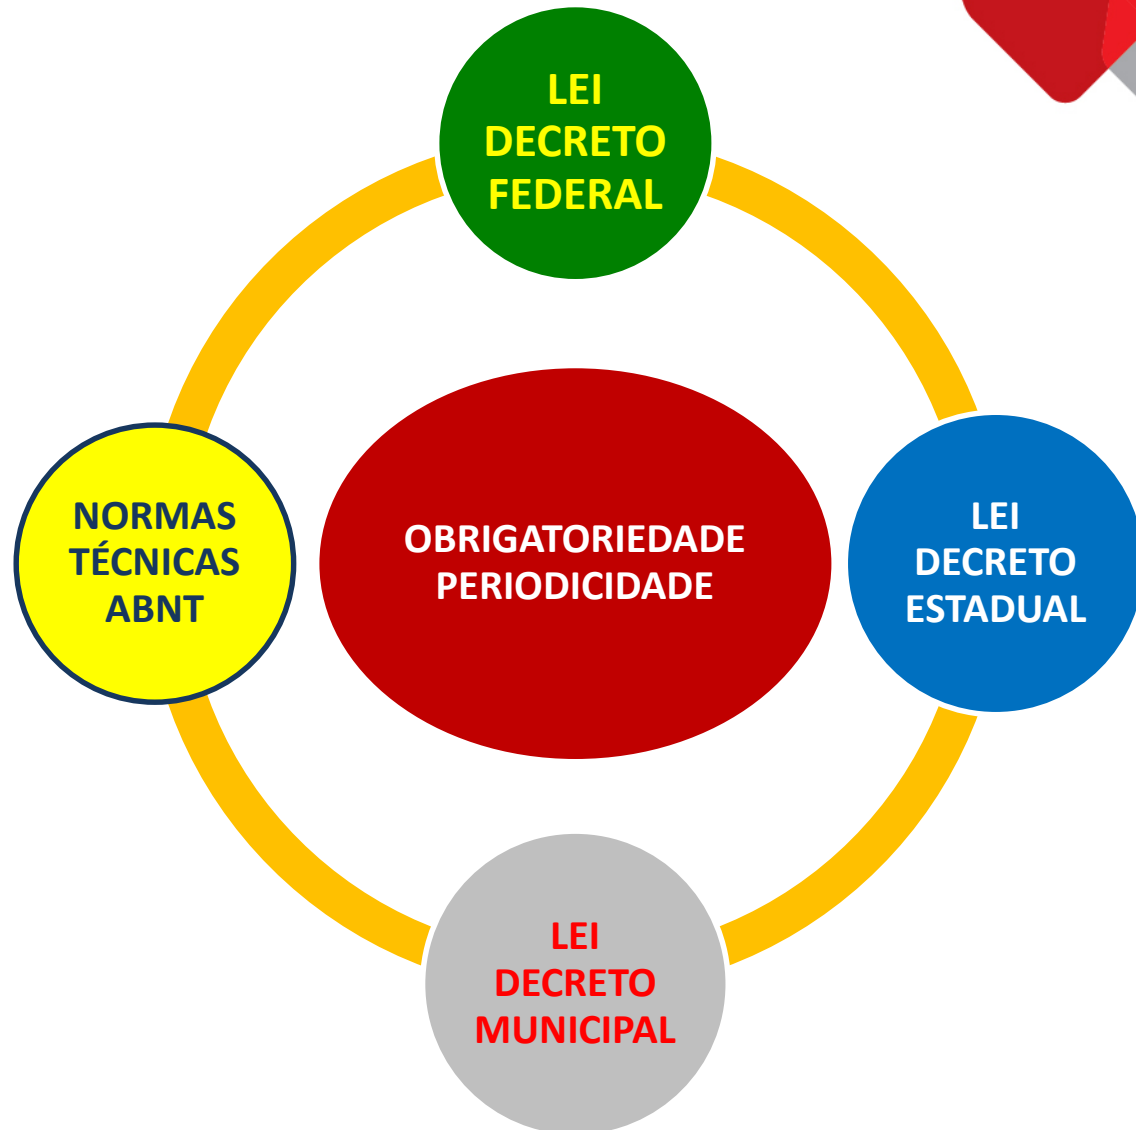 LEI
DECRETO
FEDERAL
NORMAS
TÉCNICAS
ABNT
OBRIGATORIEDADE
PERIODICIDADE
LEI
DECRETO
ESTADUAL
LEI
DECRETO
MUNICIPAL